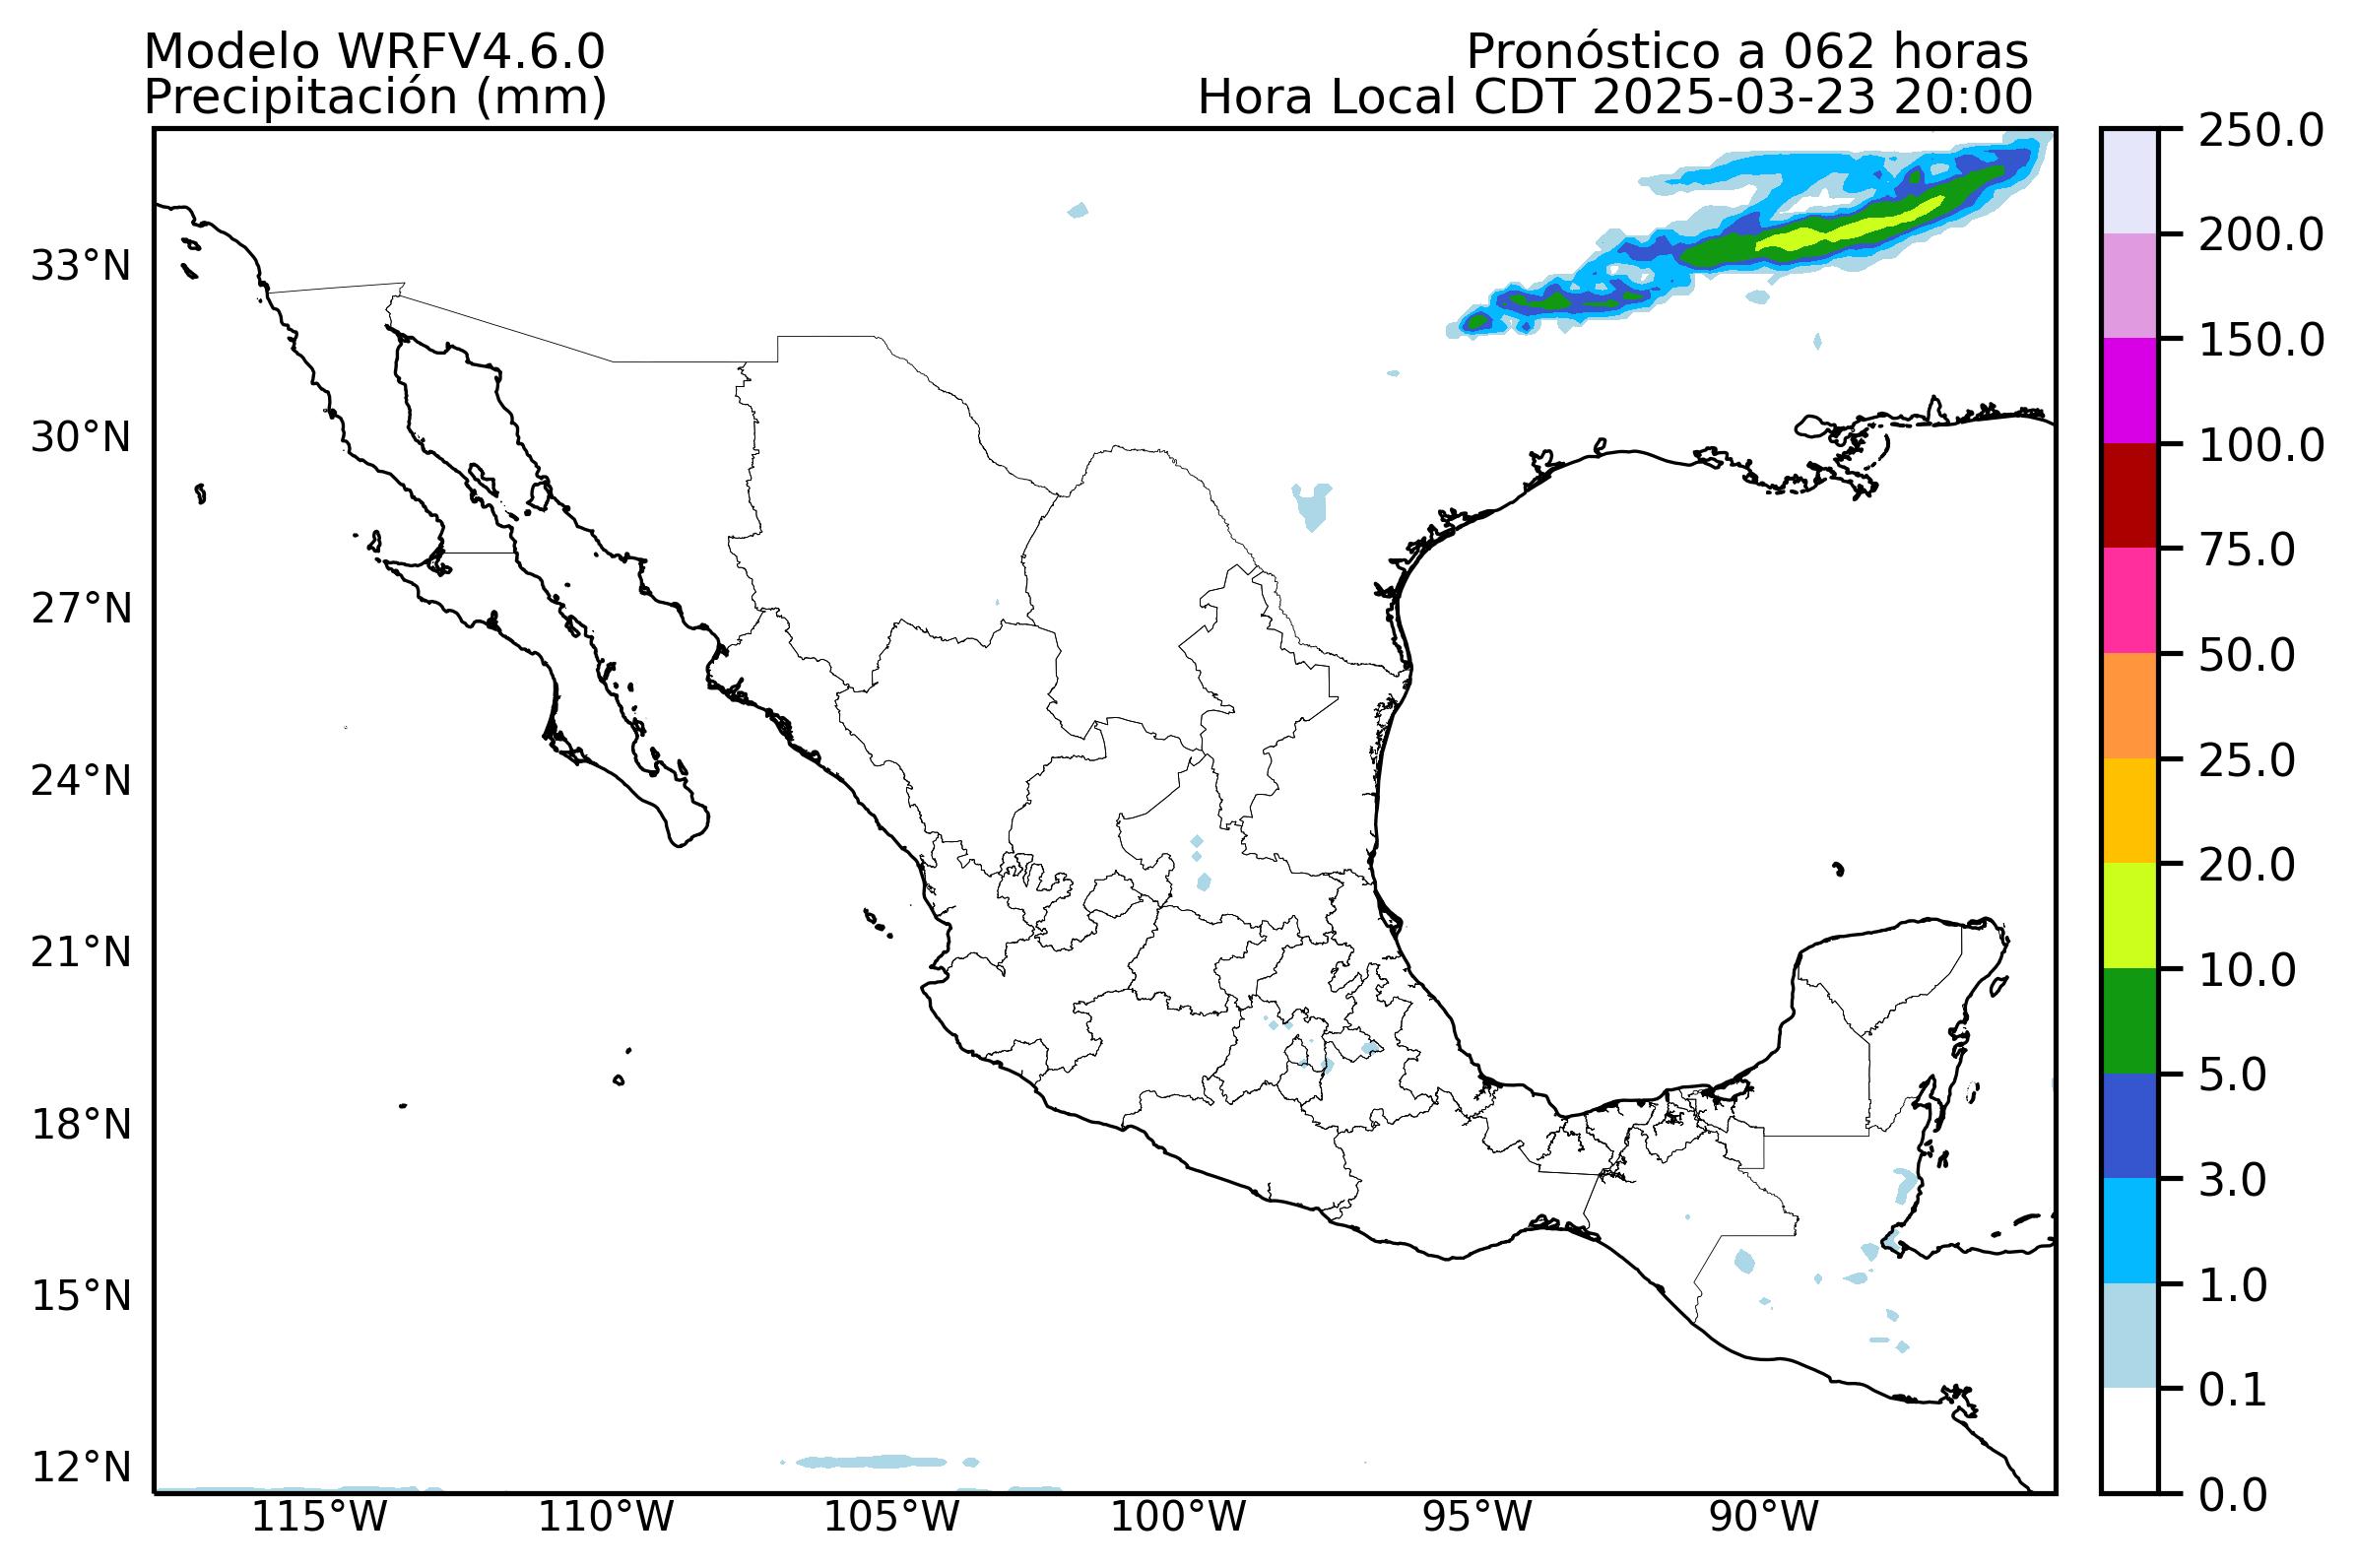 Modelo WRFV4.6.0
Pronóstico a 062 horas
Precipitación (mm)
Hora Local CDT 2025-03-23 20:00
33°N
30°N
27°N
24°N
21°N
18°N
15°N
12°N
115°W
110°W
105°W
100°W
95°W
90°W
250.0
200.0
150.0
100.0
75.0
50.0
25.0
20.0
10.0
5.0
3.0
1.0
0.1
0.0